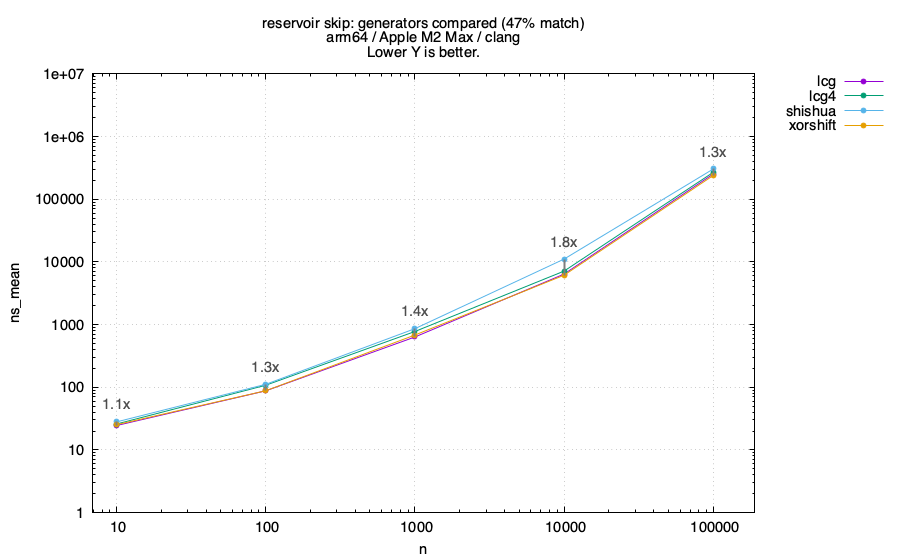 reservoir skip: generators compared (47% match)
arm64 / Apple M2 Max / clang
Lower Y is better.
1e+07
1e+06
100000
10000
1000
100
10
1
ns_mean
1.1x
1.3x
1.4x
1.8x
1.3x
10
100
1000
10000
100000
n
lcg
lcg4
shishua
xorshift